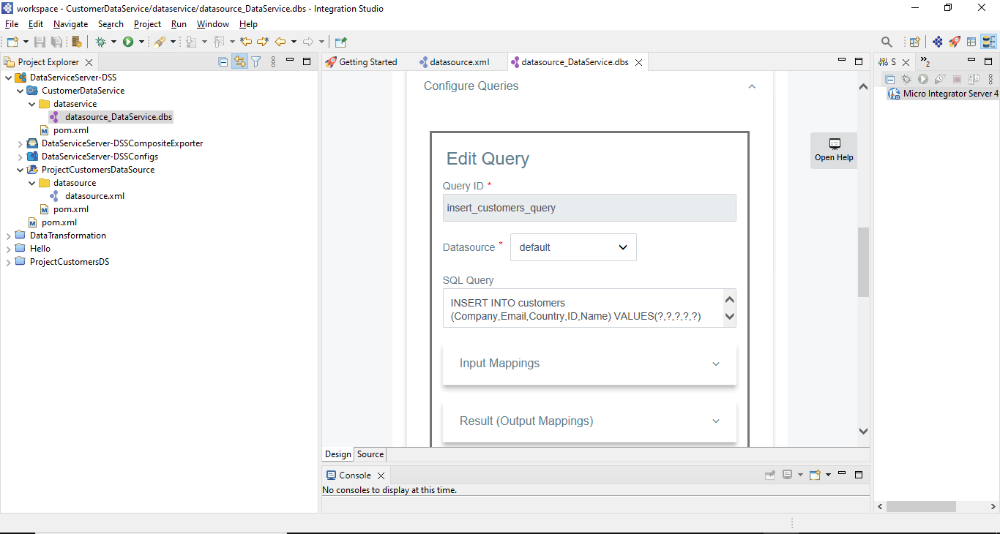 workspace - CustomerDataService/dataservice/datasource_DataService.dbs - Integration Studio
File Edit Navigate Search Project Run Window Help
Project Explorer
DataServiceServer-DSS
CustomerDataService
dataservice
datasource_DataService.dbs
pom.xml
DataServiceServer-DSSCompositeExporter
DataServiceServer-DSSConfigs
ProjectCustomersDataSource
datasource
datasource.xml
pom.xml
pom.xml
DataTransformation
Hello
ProjectCustomersDS
Getting Started datasource.xml datasource_DataService.dbs
Configure Queries
Edit Query
Query ID *
insert_customers_query
Datasource * default
SQL Query
INSERT INTO customers
(Company,Email,Country,ID,Name) VALUES(?,?,?,?,?)
Input Mappings
Result (Output Mappings)
Open Help
Design Source
Console
No consoles to display at this time.
S 2
Micro Integrator Server 4